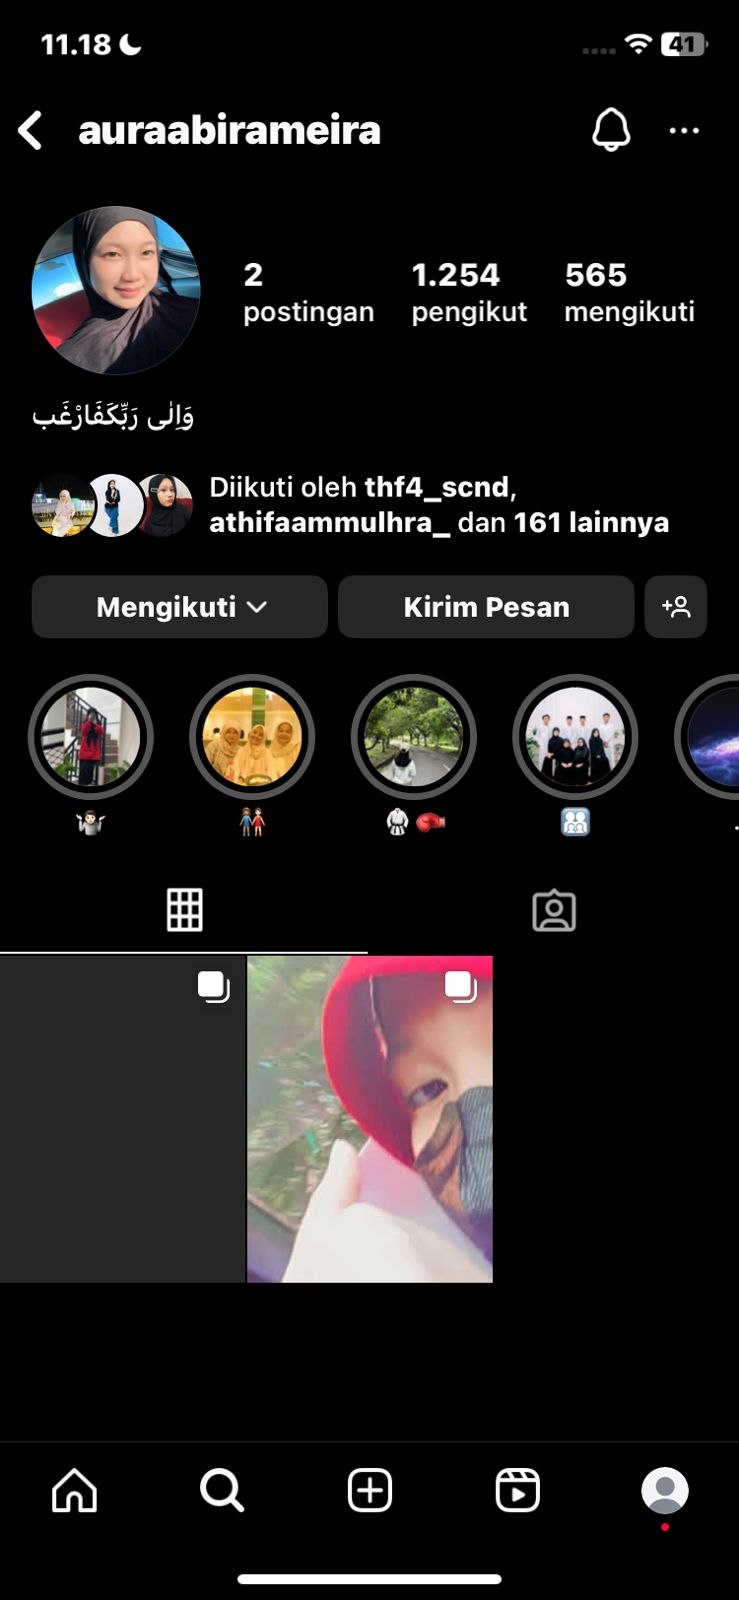 11.18
41
auraabirameira
2
postingan
1.254
pengikut
565
mengikuti
وَاِلٰى رَبِّكَفَارْغَب
Diikuti oleh thf4_scnd,
athifaammulhra_ dan 161 lainnya
Mengikuti
Kirim Pesan